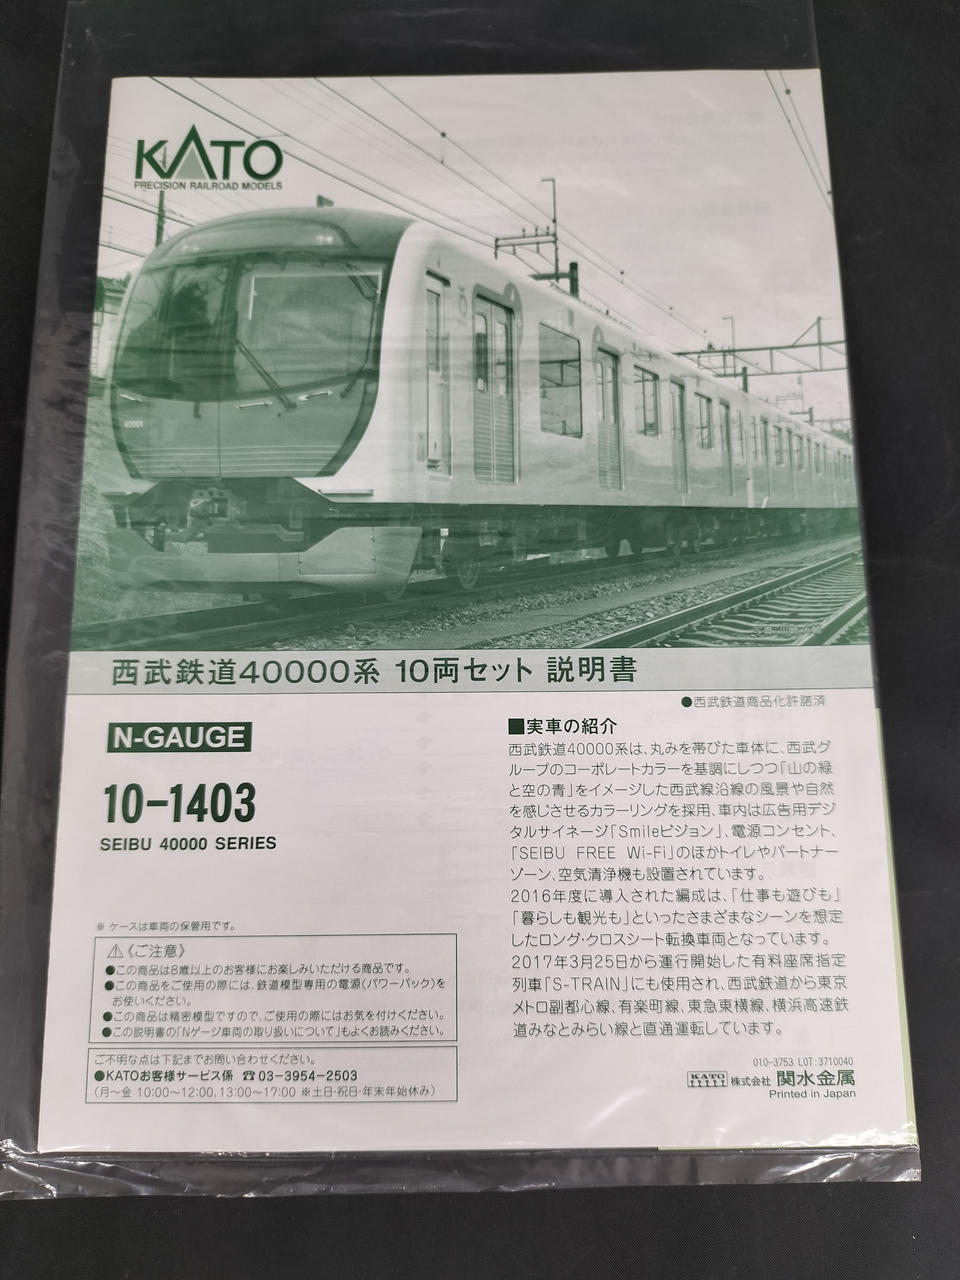 KATO
PRECISION RAILROAD MODELS
40001
西武鉄道40000系 10両セット 説明書
●西武鉄道商品化許諾済
N-GAUGE
10-1403
SEIBU 40000 SERIES
※ ケースは車両の保管用です。
⚠《ご注意》
●この商品は8歳以上のお客様にお楽しみいただける商品です。
●この商品をご使用の際には、鉄道模型専用の電源(パワーパック)を
お使いください。
●この商品は精密模型ですので、ご使用の際にはお気を付けください。
●この説明書の「Nゲージ車両の取り扱いについて」もよくお読みください。
ご不明な点は下記までお問い合わせください。
●KATOお客様サービス係 ☎03-3954-2503
(月〜金 10:00〜12:00、13:00〜17:00 ※土日・祝日・年末年始休み)
■実車の紹介
西武鉄道40000系は、丸みを帯びた車体に、西武グ
ループのコーポレートカラーを基調にしつつ「山の緑
と空の青」をイメージした西武線沿線の風景や自然
を感じさせるカラーリングを採用、車内は広告用デジ
タルサイネージ「Smileビジョン」、電源コンセント、
「SEIBU FREE Wi-Fi」のほかトイレやパートナー
ゾーン、空気清浄機も設置されています。
2016年度に導入された編成は、「仕事も遊びも」
「暮らしも観光も」といったさまざまなシーンを想定
したロング・クロスシート転換車両となっています。
2017年3月25日から運行開始した有料座席指定
列車「S-TRAIN」にも使用され、西武鉄道から東京
メトロ副都心線、有楽町線、東急東横線、横浜高速鉄
道みなとみらい線と直通運転しています。
010-3753 LOT:3710040
KATO 株式会社 関水金属
Printed in Japan